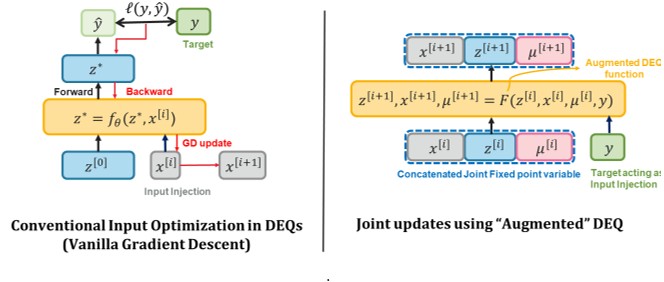 ŷ
ℓ(y, ŷ)
y
Target
z*
Forward
Backward
z* = f_θ(z*, x^[i])
GD update
z^[0]
x^[i]
x^[i+1]
Input Injection
Conventional Input Optimization in DEQs
(Vanilla Gradient Descent)
x^[i+1] z^[i+1] μ^[i+1]
Augmented DEQ
function
z^[i+1], x^[i+1], μ^[i+1] = F(z^[i], x^[i], μ^[i], y)
x^[i] z^[i] μ^[i]
y
Concatenated Joint Fixed point variable
Target acting as
Input Injection
Joint updates using “Augmented” DEQ